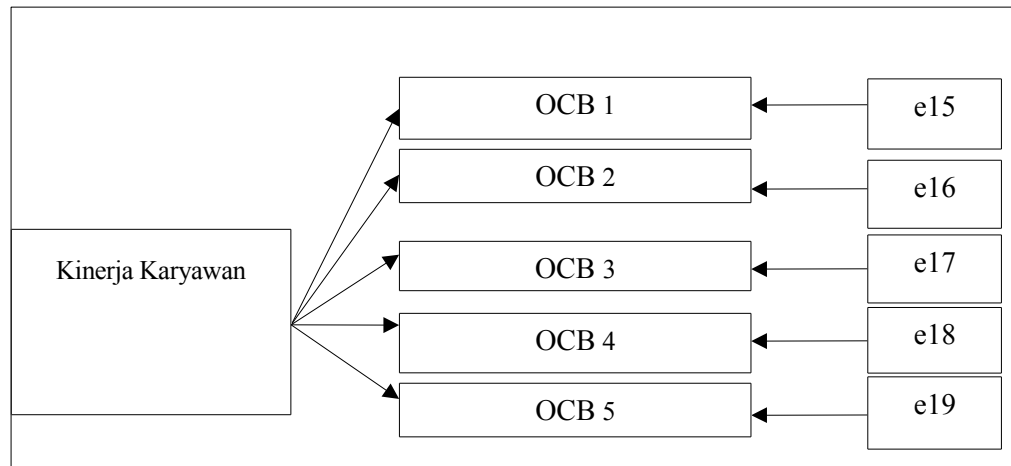 OCB 1
e15
OCB 2
e16
Kinerja Karyawan
OCB 3
e17
OCB 4
e18
OCB 5
e19